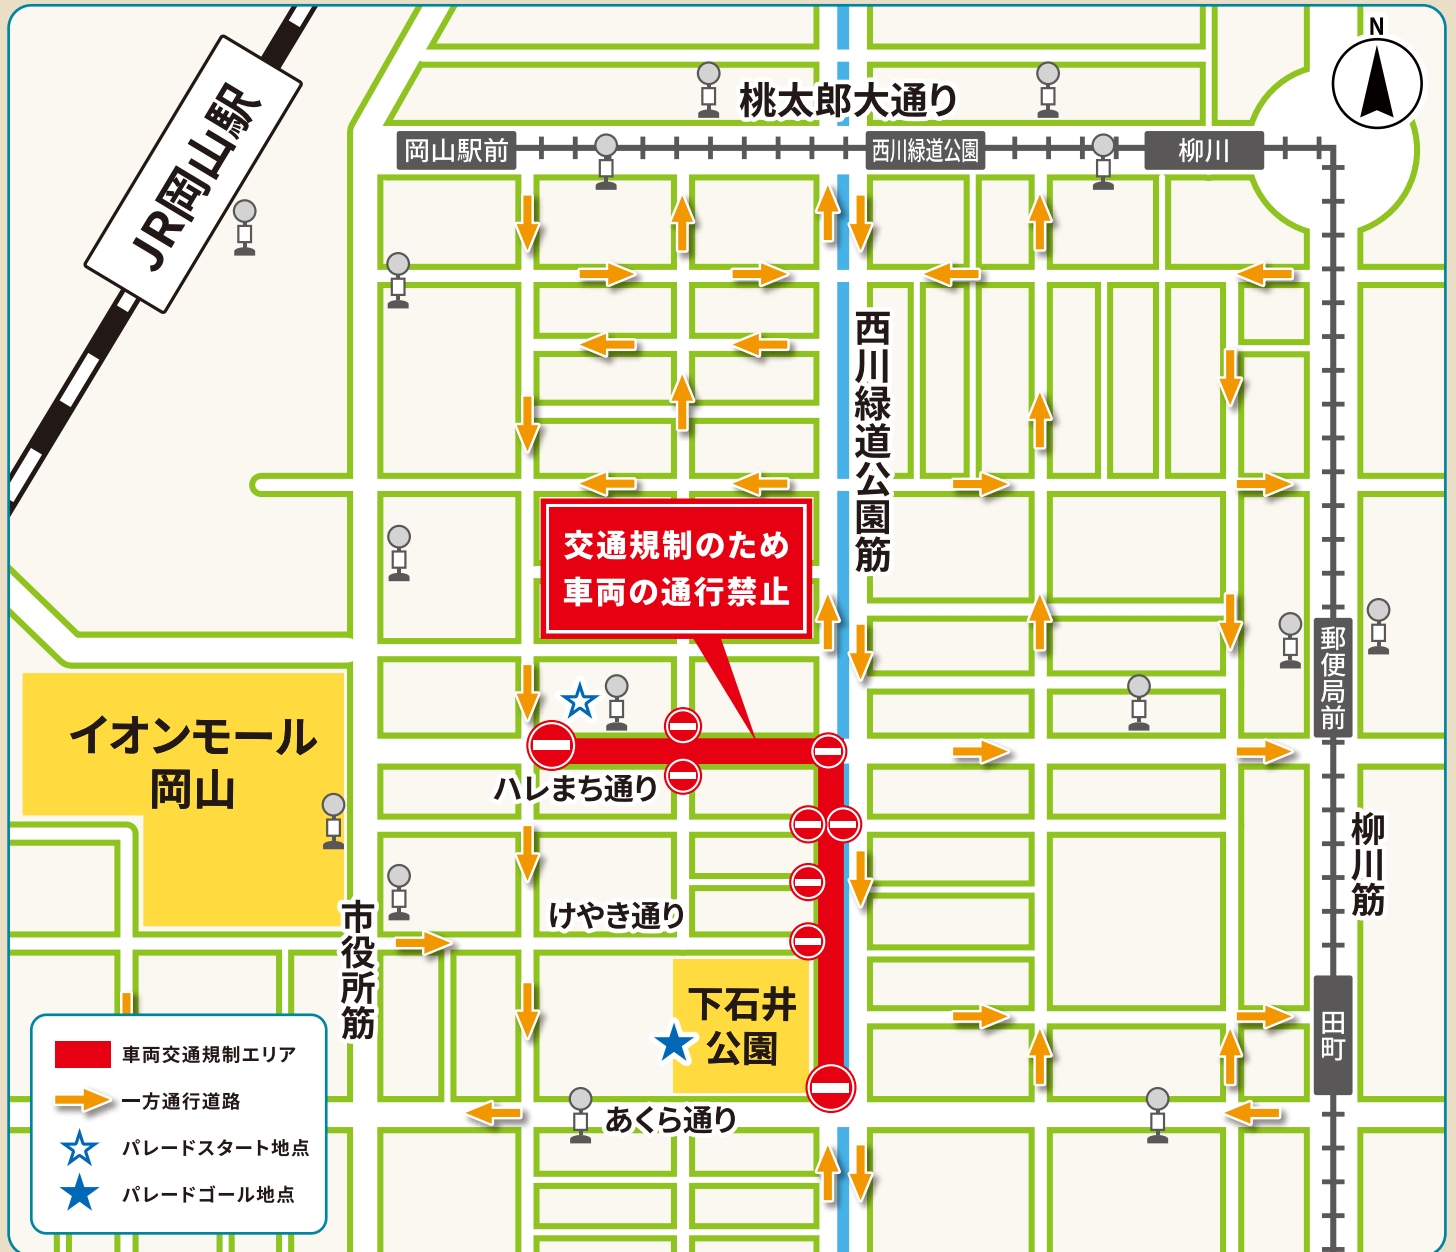 N
JR岡山駅
桃太郎大通り
岡山駅前
西川緑道公園
柳川
西川緑道公園筋
交通規制のため
車両の通行禁止
郵便局前
イオンモール
岡山
ハレまち通り
柳川筋
けやき通り
市役所筋
下石井
公園
田町
あくら通り
車両交通規制エリア
一方通行道路
パレードスタート地点
パレードゴール地点